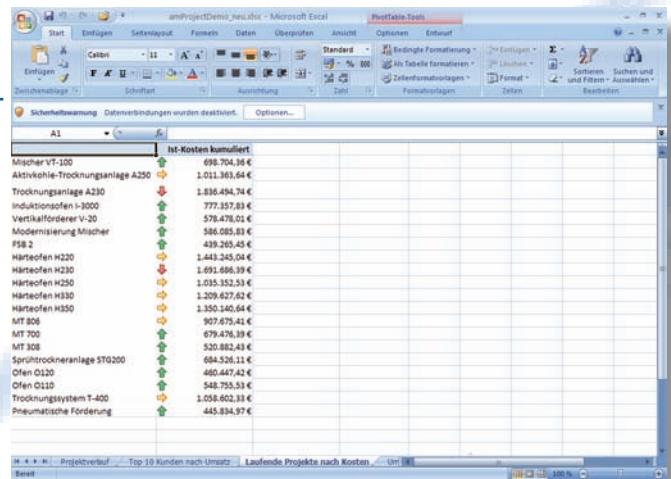 amProjectDemo_neu.xlsx - Microsoft Excel
PivotTable-Tools
Start Einfügen Seitenlayout Formeln Daten Überprüfen Ansicht Optionen Entwurf
Einfügen
Calibri 11
F K U
Standard
% 000
Bedingte Formatierung
Als Tabelle formatieren
Zellenformatvorlagen
Einfügen
Löschen
Format
Sortieren und Filtern
Suchen und Auswählen
Zwischenablage Schriftart Ausrichtung Zahl Formatvorlagen Zellen Bearbeiten
Sicherheitswarnung Datenverbindungen wurden deaktiviert. Optionen...
A1 fx
Ist-Kosten kumuliert
Mischer VT-100 698.704,36 €
Aktivkohle-Trocknungsanlage A250 1.011.363,64 €
Trocknungsanlage A230 1.836.494,74 €
Induktionsofen I-3000 777.357,83 €
Vertikalförderer V-20 578.478,01 €
Modernisierung Mischer 586.085,83 €
FSB 2 439.265,45 €
Härteofen H220 1.443.245,04 €
Härteofen H230 1.691.686,39 €
Härteofen H250 1.035.352,53 €
Härteofen H330 1.209.627,62 €
Härteofen H350 1.350.140,64 €
MT 806 907.675,41 €
MT 700 679.476,39 €
MT 308 520.882,43 €
Sprühtrockneranlage STG200 684.526,11 €
Ofen O120 460.447,42 €
Ofen O110 548.755,53 €
Trocknungssystem T-400 1.058.602,33 €
Pneumatische Förderung 445.834,97 €
Projektverlauf Top 10 Kunden nach Umsatz Laufende Projekte nach Kosten Um
Bereit 100 %